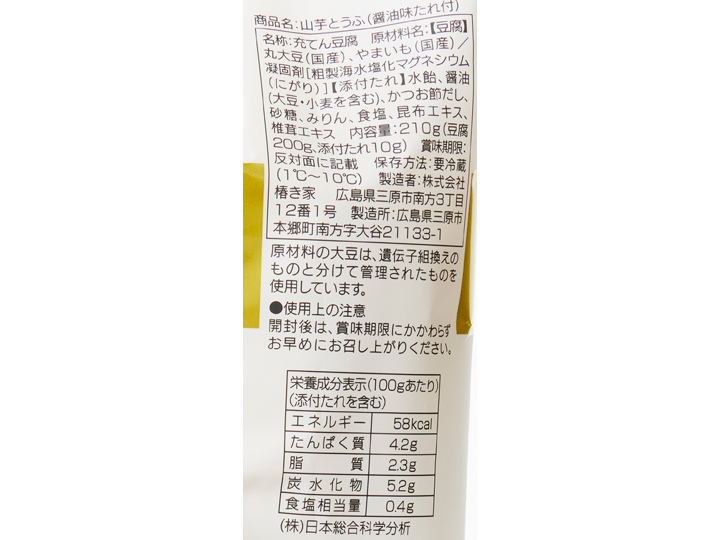 商品名:山芋とうふ(醤油味たれ付)
名称:充てん豆腐 原材料名:【豆腐】
丸大豆(国産)、やまいも(国産)/
凝固剤[粗製海水塩化マグネシウム
(にがり)]【添付たれ】水飴、醤油
(大豆・小麦を含む)、かつお節だし、
砂糖、みりん、食塩、昆布エキス、
椎茸エキス 内容量:210g(豆腐
200g、添付たれ10g) 賞味期限:
反対面に記載 保存方法:要冷蔵
(1℃~10℃) 製造者:株式会社
椿き家 広島県三原市南方3丁目
12番1号 製造所:広島県三原市
本郷町南方字大谷21133-1
原材料の大豆は、遺伝子組換えの
ものと分けて管理されたものを
使用しています。
●使用上の注意
開封後は、賞味期限にかかわらず
お早めにお召し上がりください。
栄養成分表示(100gあたり)
(添付たれを含む)
エネルギー 58kcal
たんぱく質 4.2g
脂質 2.3g
炭水化物 5.2g
食塩相当量 0.4g
(株)日本総合科学分析